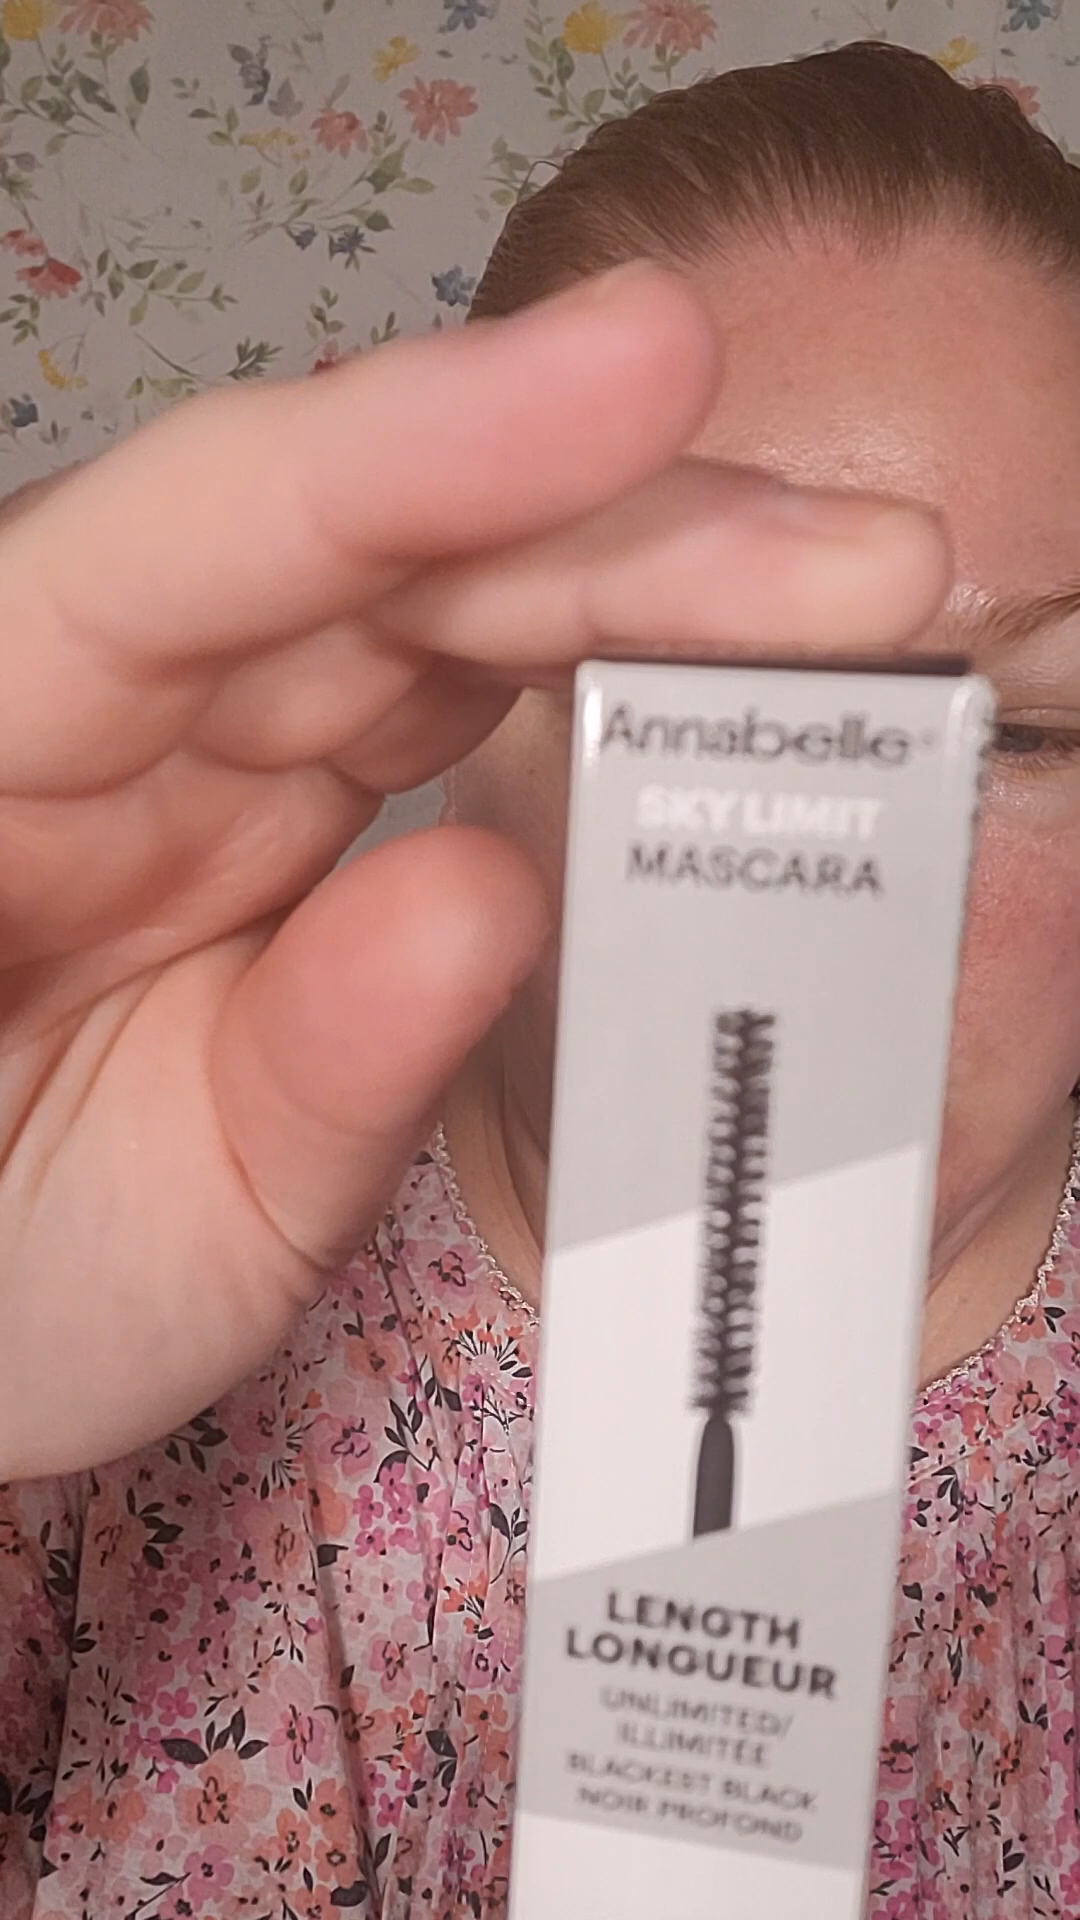 Annabelle
SKY LIMIT
MASCARA
LENGTH
LONGUEUR
UNLIMITED/
ILLIMITÉE
BLACKEST BLACK
NOIR PROFOND